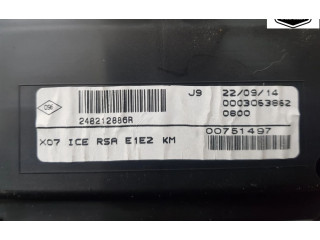 J9 22/09/14
0003063862
0800
248212886R
X07 ICE RSA E1E2 KM
00751497